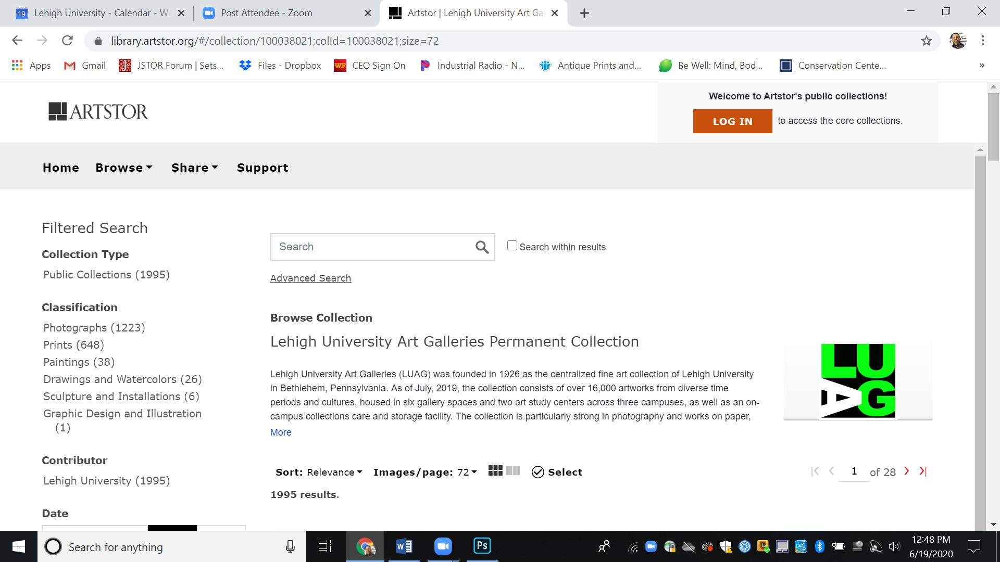 19 Lehigh University - Calendar - We
Post Attendee - Zoom
Artstor | Lehigh University Art Ga
library.artstor.org/#/collection/100038021;colId=100038021;size=72
Apps
Gmail
JSTOR Forum | Sets...
Files - Dropbox
WF CEO Sign On
Industrial Radio - N...
Antique Prints and...
Be Well: Mind, Bod...
Conservation Cente...
»
ARTSTOR
Welcome to Artstor's public collections!
LOG IN to access the core collections.
Home Browse Share Support
Filtered Search
Collection Type
Public Collections (1995)
Classification
Photographs (1223)
Prints (648)
Paintings (38)
Drawings and Watercolors (26)
Sculpture and Installations (6)
Graphic Design and Illustration
(1)
Contributor
Lehigh University (1995)
Date
Search
Search within results
Advanced Search
Browse Collection
Lehigh University Art Galleries Permanent Collection
Lehigh University Art Galleries (LUAG) was founded in 1926 as the centralized fine art collection of Lehigh University
in Bethlehem, Pennsylvania. As of July, 2019, the collection consists of over 16,000 artworks from diverse time
periods and cultures, housed in six gallery spaces and two art study centers across three campuses, as well as an on-
campus collections care and storage facility. The collection is particularly strong in photography and works on paper,
More
LU
AG
Sort: Relevance Images/page: 72 Select
1 of 28
1995 results.
Search for anything
Ps
12:48 PM
6/19/2020